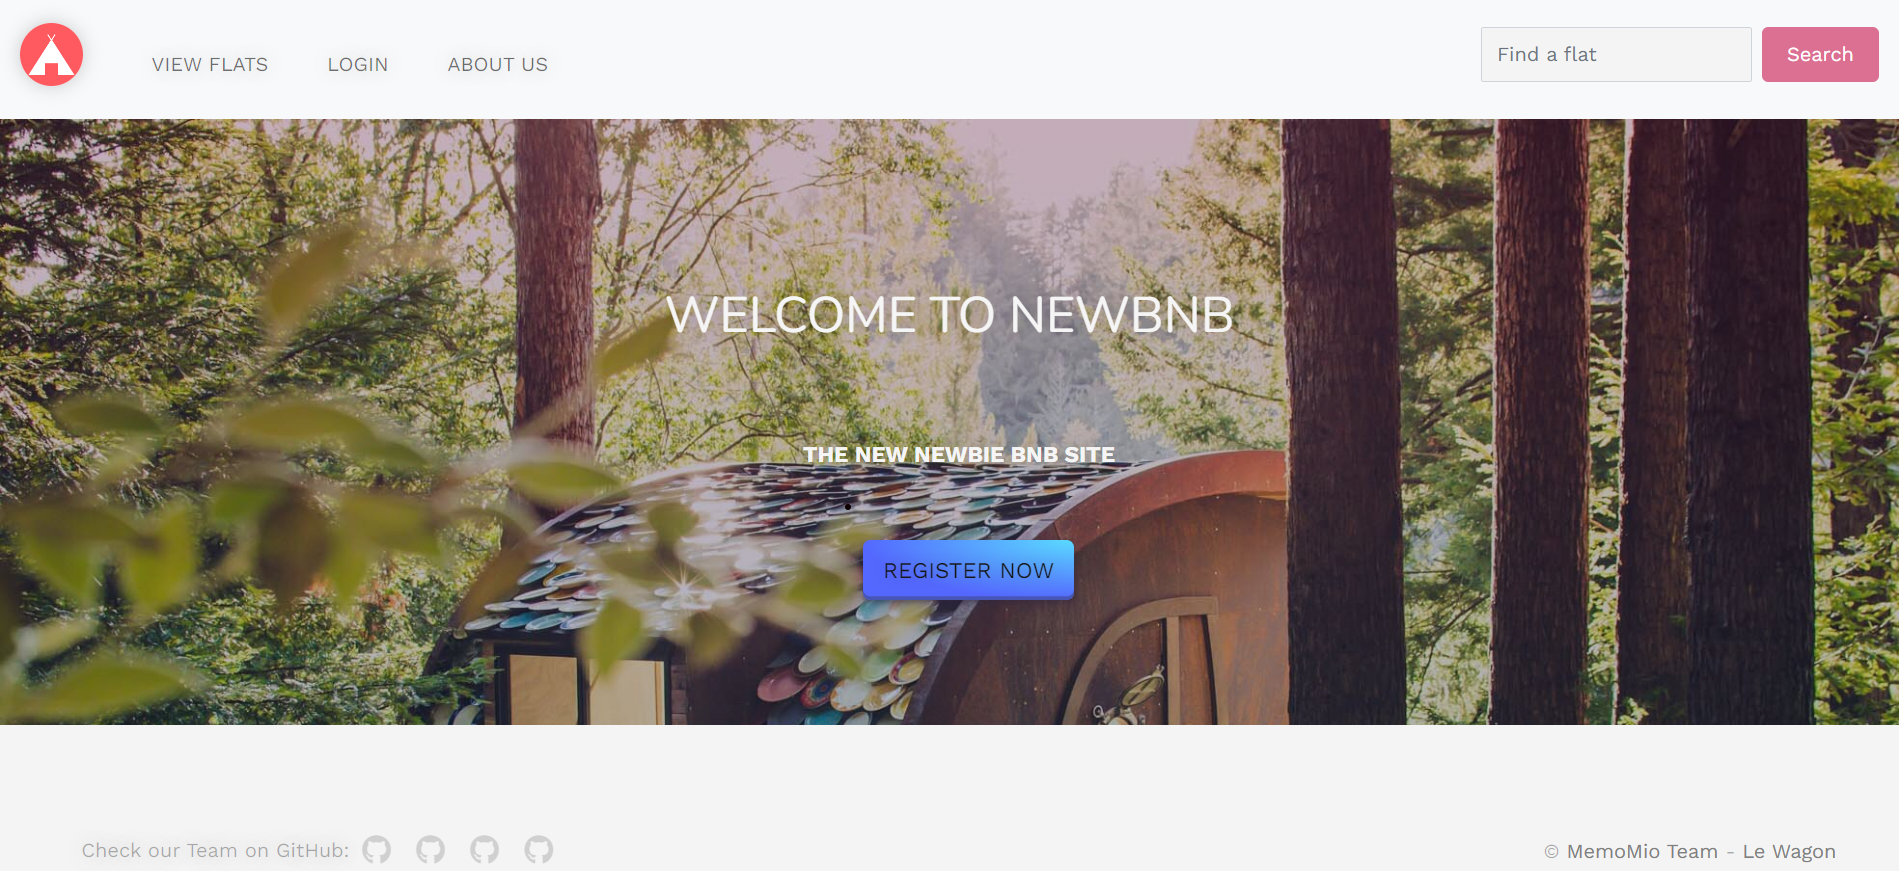 VIEW FLATS LOGIN ABOUT US
Find a flat Search
WELCOME TO NEWBNB
THE NEW NEWBIE BNB SITE
REGISTER NOW
Check our Team on GitHub:
© MemoMio Team - Le Wagon